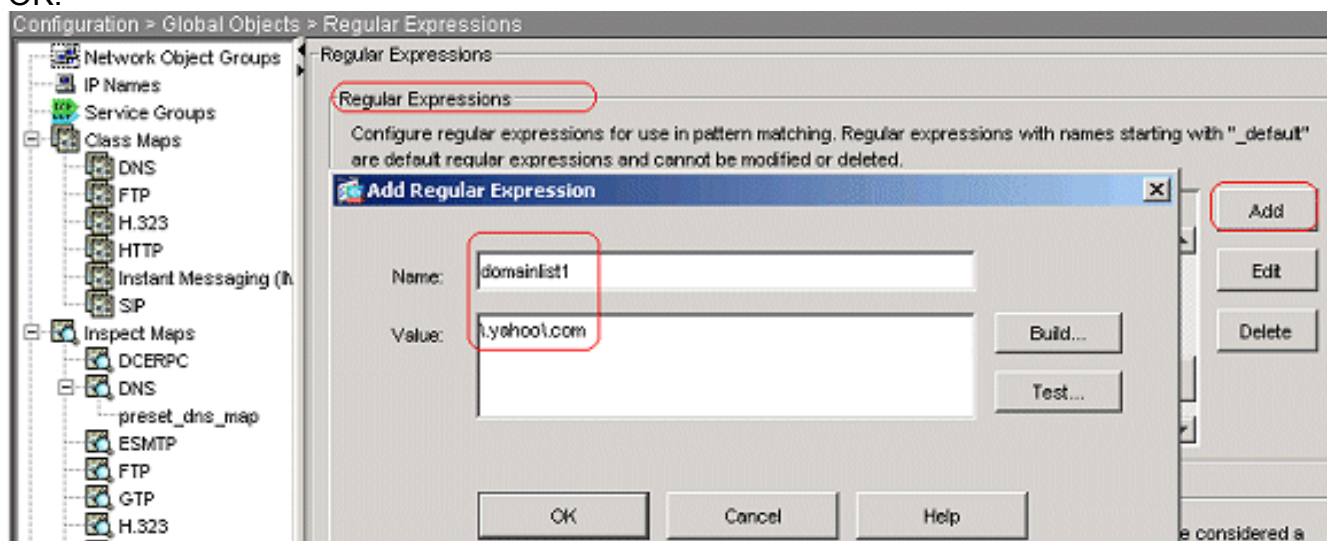 OK.
Configuration > Global Objects > Regular Expressions
Network Object Groups
IP Names
Service Groups
Class Maps
DNS
FTP
H.323
HTTP
Instant Messaging (IM
SIP
Inspect Maps
DCERPC
DNS
preset_dns_map
ESMTP
FTP
GTP
H.323
Regular Expressions
Regular Expressions
Configure regular expressions for use in pattern matching. Regular expressions with names starting with "_default"
are default regular expressions and cannot be modified or deleted.
Add Regular Expression
Name:
domainlist1
Value:
\.yahoo\.com
Build...
Test...
OK
Cancel
Help
Add
Edit
Delete
e considered a